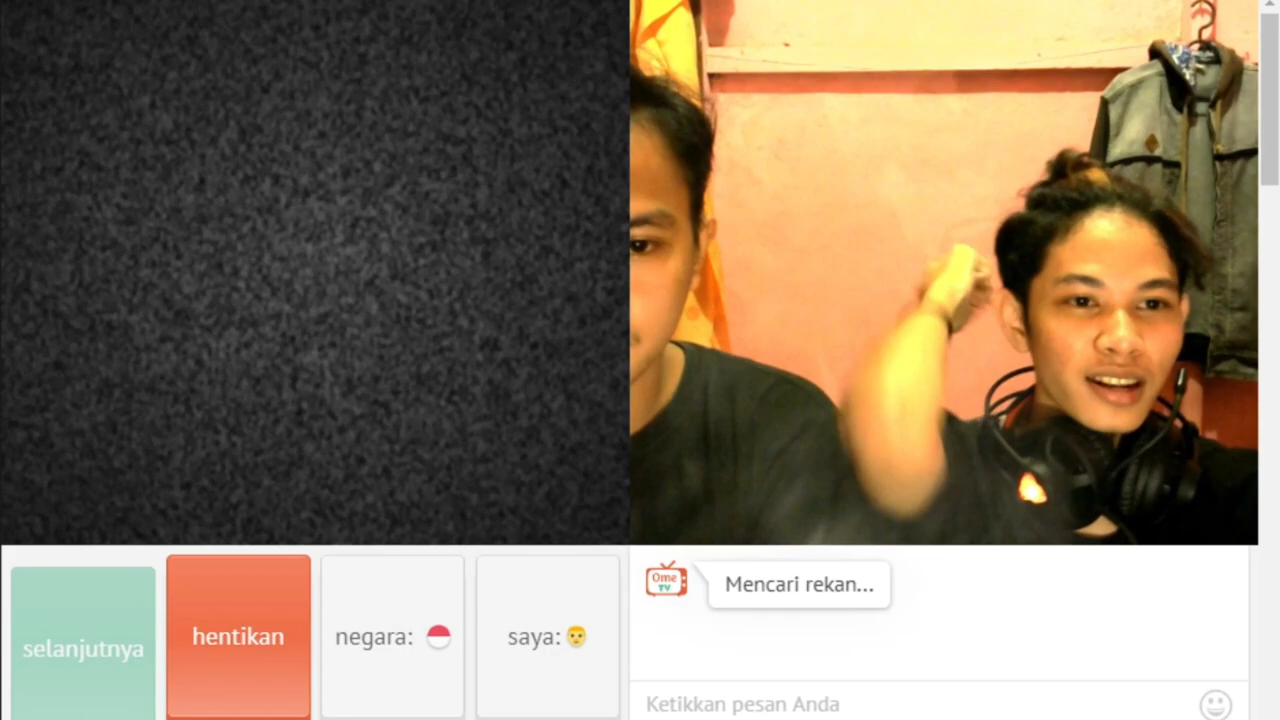 Ome
TV
Mencari rekan...
selanjutnya
hentikan
negara:
saya:
Ketikkan pesan Anda